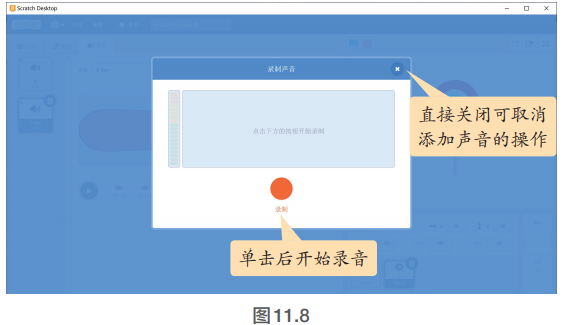 Scratch Desktop
录制声音
点击下方的按钮开始录制
录制
直接关闭可取消
添加声音的操作
单击后开始录音
图11.8